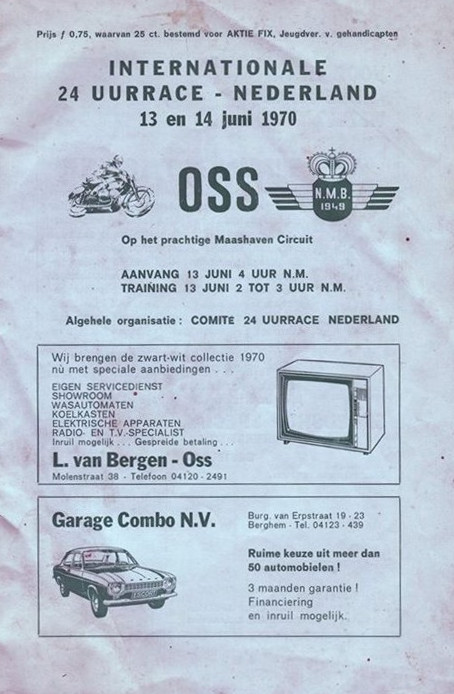 Prijs ƒ 0,75, waarvan 25 ct. bestemd voor AKTIE FIX, Jeugdver. v. gehandicapten
INTERNATIONALE
24 UURRACE - NEDERLAND
13 en 14 juni 1970
OSS
N.M.B.
1949
Op het prachtige Maashaven Circuit
AANVANG 13 JUNI 4 UUR N.M.
TRAINING 13 JUNI 2 TOT 3 UUR N.M.
Algehele organisatie : COMITE 24 UURRACE NEDERLAND
Wij brengen de zwart-wit collectie 1970
nù met speciale aanbiedingen . . .
EIGEN SERVICEDIENST
SHOWROOM
WASAUTOMATEN
KOELKASTEN
ELEKTRISCHE APPARATEN
RADIO- EN T.V.-SPECIALIST
Inruil mogelijk . . . Gespreide betaling . . .
L. van Bergen - Oss
Molenstraat 38 - Telefoon 04120 - 2491
Garage Combo N.V.
Burg. van Erpstraat 19 - 23
Berghem - Tel. 04123 - 439
Ruime keuze uit meer dan
50 automobielen !
3 maanden garantie !
Financiering
en inruil mogelijk.
ESCORT